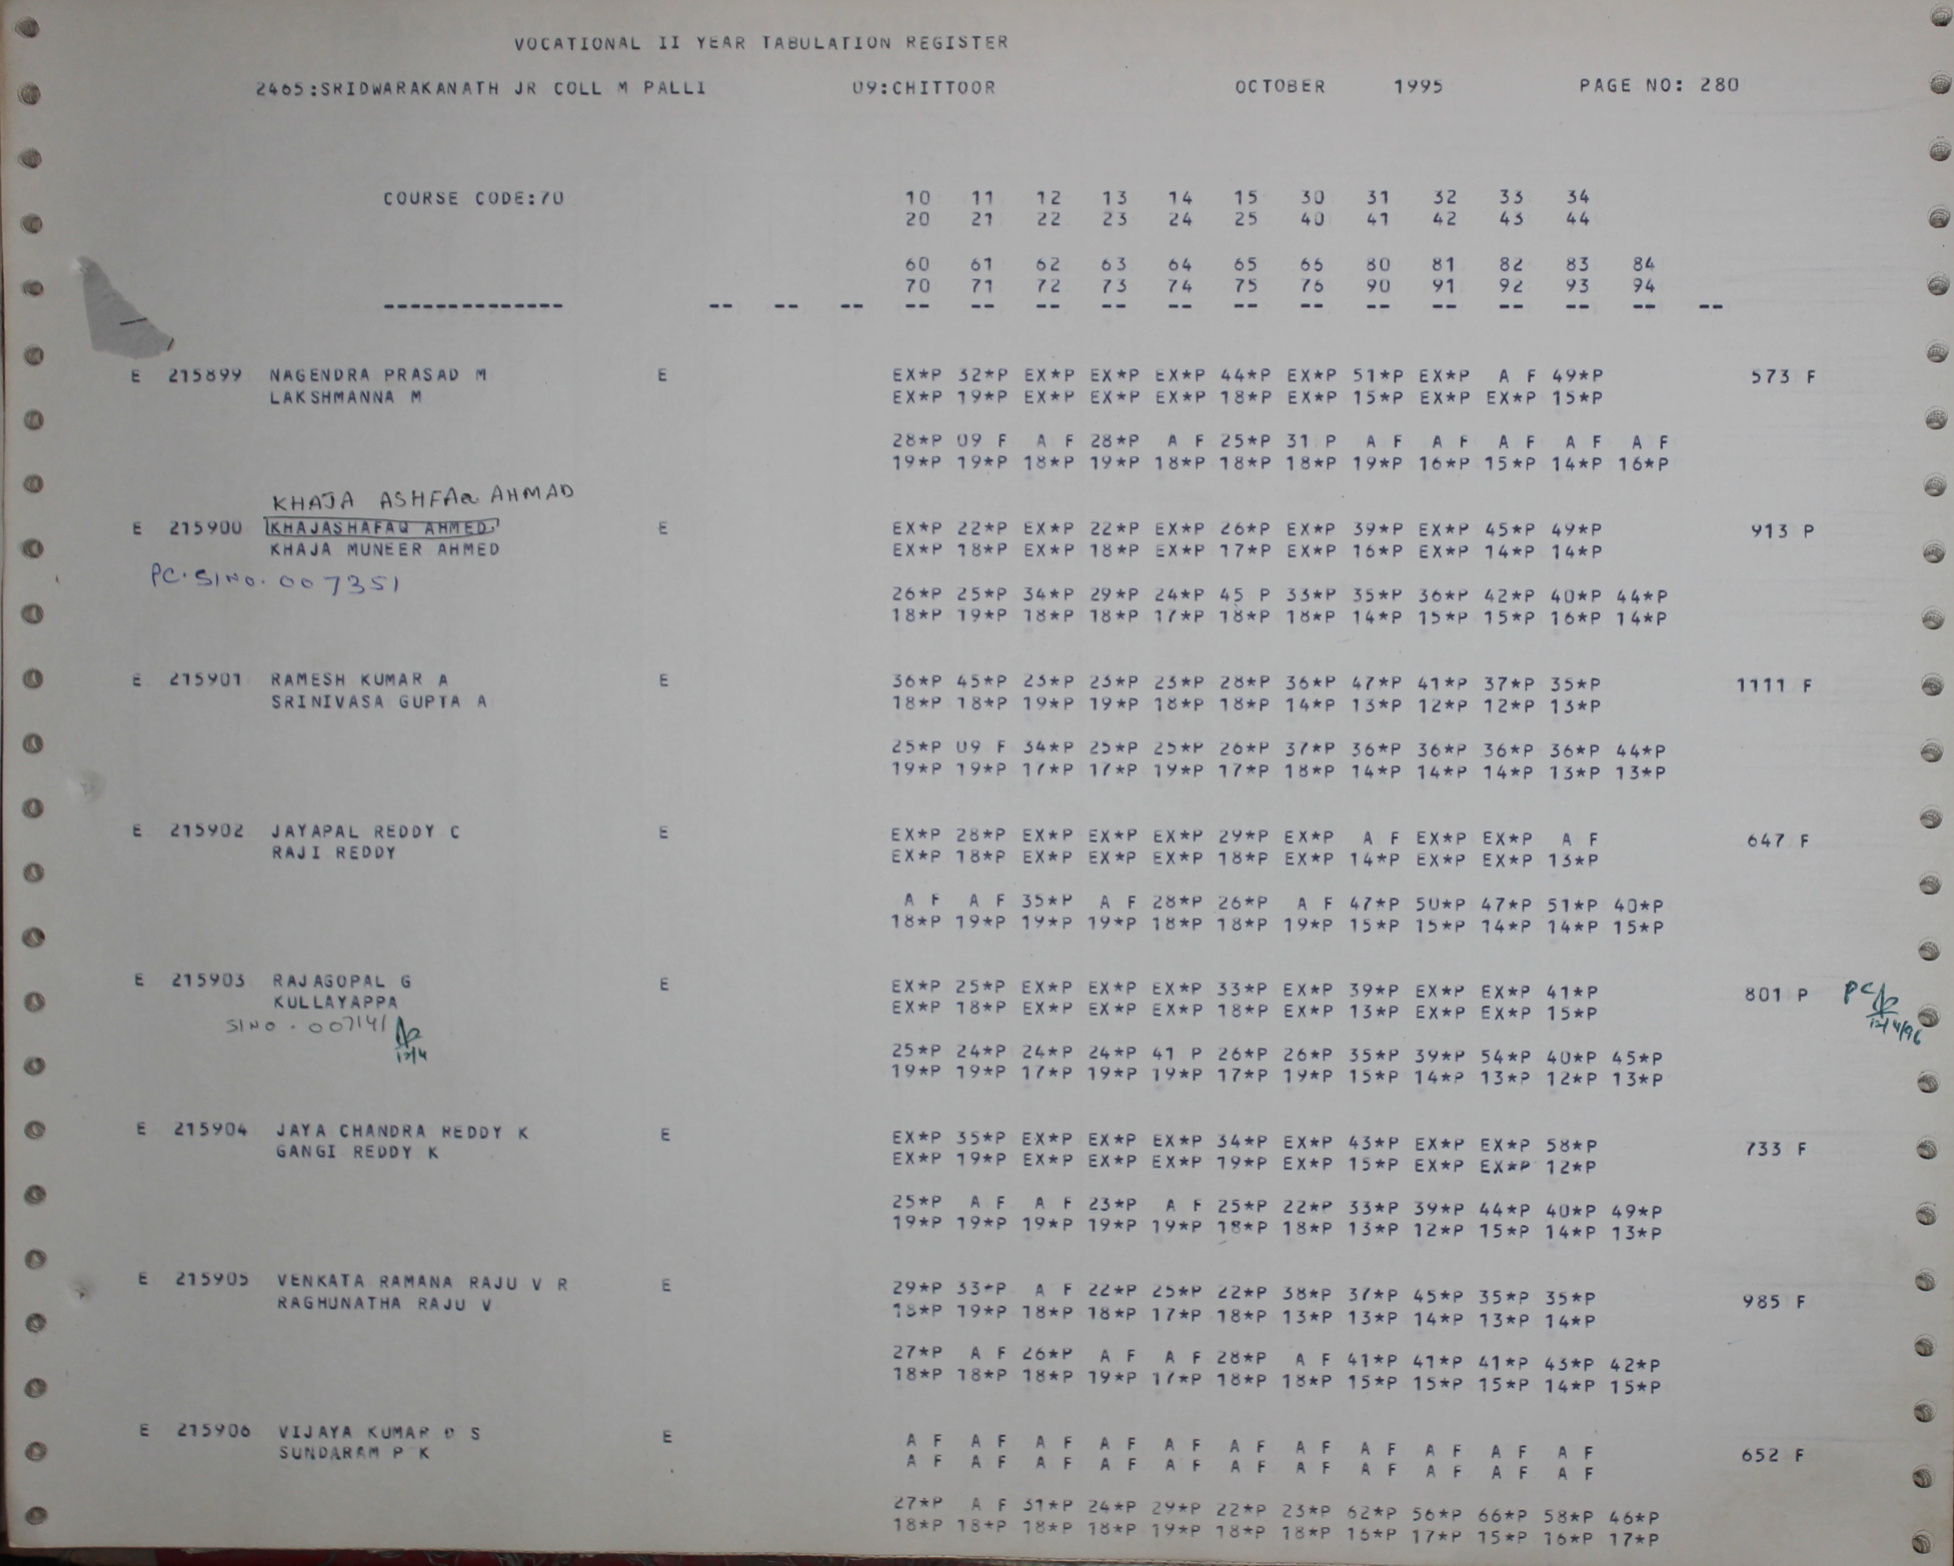 VOCATIONAL II YEAR TABULATION REGISTER
2465:SRIDWARAKANATH JR COLL M PALLI 09:CHITTOOR OCTOBER 1995 PAGE NO: 280
COURSE CODE:70 10 11 12 13 14 15 30 31 32 33 34
20 21 22 23 24 25 40 41 42 43 44
60 61 62 63 64 65 66 80 81 82 83 84
70 71 72 73 74 75 76 90 91 92 93 94
-------------- -- -- -- -- -- -- -- -- -- -- -- -- -- -- -- --
E 215899 NAGENDRA PRASAD M E EX*P 32*P EX*P EX*P EX*P 44*P EX*P 51*P EX*P A F 49*P 573 F
LAKSHMANNA M EX*P 19*P EX*P EX*P EX*P 18*P EX*P 15*P EX*P EX*P 15*P
28*P 09 F A F 28*P A F 25*P 31 P A F A F A F A F A F
19*P 19*P 18*P 19*P 18*P 18*P 18*P 19*P 16*P 15*P 14*P 16*P
KHAJA ASHFAQ AHMAD
E 215900 KHAJASHAFAQ AHMED E EX*P 22*P EX*P 22*P EX*P 26*P EX*P 39*P EX*P 45*P 49*P 913 P
KHAJA MUNEER AHMED EX*P 18*P EX*P 18*P EX*P 17*P EX*P 16*P EX*P 14*P 14*P
PC.SlNo.007351
26*P 25*P 34*P 29*P 24*P 45 P 33*P 35*P 36*P 42*P 40*P 44*P
18*P 19*P 18*P 18*P 17*P 18*P 18*P 14*P 15*P 15*P 16*P 14*P
E 215901 RAMESH KUMAR A E 36*P 45*P 23*P 23*P 23*P 28*P 36*P 47*P 41*P 37*P 35*P 1111 F
SRINIVASA GUPTA A 18*P 18*P 19*P 19*P 18*P 18*P 14*P 13*P 12*P 12*P 13*P
25*P 09 F 34*P 25*P 25*P 26*P 37*P 36*P 36*P 36*P 36*P 44*P
19*P 19*P 17*P 17*P 19*P 17*P 18*P 14*P 14*P 14*P 13*P 13*P
E 215902 JAYAPAL REDDY C E EX*P 28*P EX*P EX*P EX*P 29*P EX*P A F EX*P EX*P A F 647 F
RAJI REDDY EX*P 18*P EX*P EX*P EX*P 18*P EX*P 14*P EX*P EX*P 13*P
A F A F 35*P A F 28*P 26*P A F 47*P 50*P 47*P 51*P 40*P
18*P 19*P 19*P 19*P 18*P 18*P 19*P 15*P 15*P 14*P 14*P 15*P
E 215903 RAJAGOPAL G E EX*P 25*P EX*P EX*P EX*P 33*P EX*P 39*P EX*P EX*P 41*P 801 P PC
KULLAYAPPA EX*P 18*P EX*P EX*P EX*P 18*P EX*P 13*P EX*P EX*P 15*P 12/4/96
SlNo.007141
12/4
25*P 24*P 24*P 24*P 41 P 26*P 26*P 35*P 39*P 54*P 40*P 45*P
19*P 19*P 17*P 19*P 19*P 17*P 19*P 15*P 14*P 13*P 12*P 13*P
E 215904 JAYA CHANDRA REDDY K E EX*P 35*P EX*P EX*P EX*P 34*P EX*P 43*P EX*P EX*P 58*P 733 F
GANGI REDDY K EX*P 19*P EX*P EX*P EX*P 19*P EX*P 15*P EX*P EX*P 12*P
25*P A F A F 23*P A F 25*P 22*P 33*P 39*P 44*P 40*P 49*P
19*P 19*P 19*P 19*P 19*P 18*P 18*P 13*P 12*P 15*P 14*P 13*P
E 215905 VENKATA RAMANA RAJU V R E 29*P 33*P A F 22*P 25*P 22*P 38*P 37*P 45*P 35*P 35*P 985 F
RAGHUNATHA RAJU V 18*P 19*P 18*P 18*P 17*P 18*P 13*P 13*P 14*P 13*P 14*P
27*P A F 26*P A F A F 28*P A F 41*P 41*P 41*P 43*P 42*P
18*P 18*P 18*P 19*P 17*P 18*P 18*P 15*P 15*P 15*P 14*P 15*P
E 215906 VIJAYA KUMAR S E A F A F A F A F A F A F A F A F A F A F A F 652 F
SUNDARAM P K A F A F A F A F A F A F A F A F A F A F A F
27*P A F 31*P 24*P 29*P 22*P 23*P 62*P 56*P 66*P 58*P 46*P
18*P 18*P 18*P 18*P 19*P 18*P 18*P 16*P 17*P 15*P 16*P 17*P